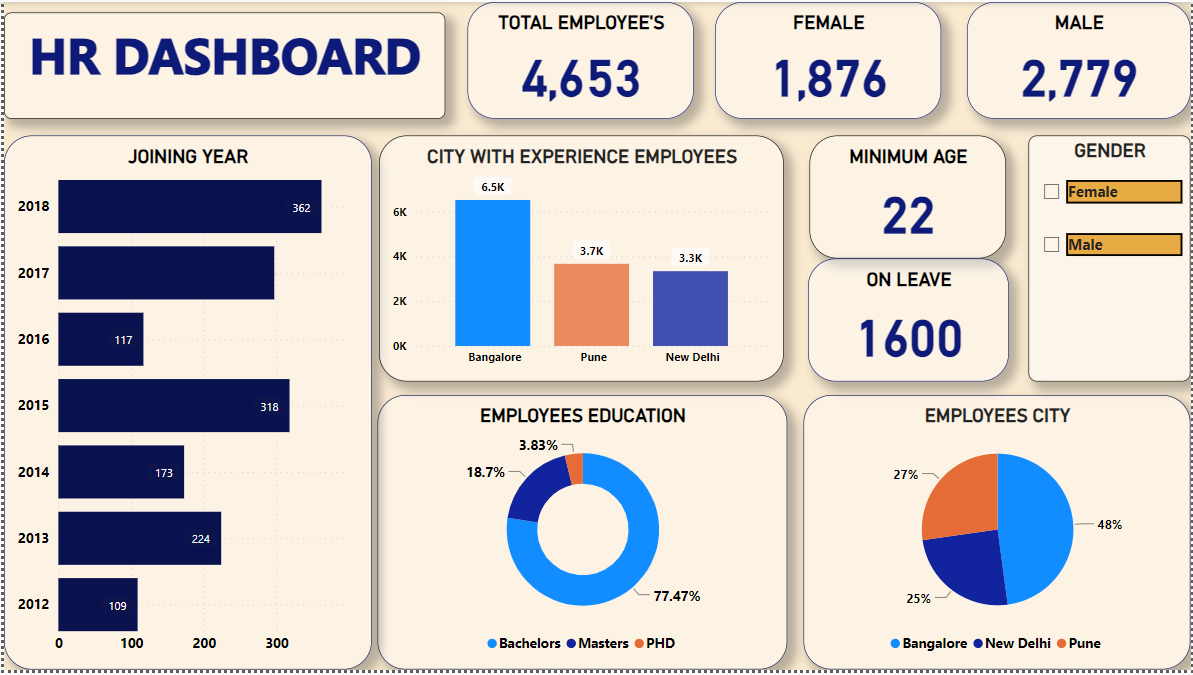 HR DASHBOARD
TOTAL EMPLOYEE'S
4,653
FEMALE
1,876
MALE
2,779
JOINING YEAR
2018
362
2017
2016
117
2015
318
2014
173
2013
224
2012
109
0 100 200 300
CITY WITH EXPERIENCE EMPLOYEES
6K
4K
2K
0K
6.5K
3.7K
3.3K
Bangalore Pune New Delhi
MINIMUM AGE
22
ON LEAVE
1600
GENDER
Female
Male
EMPLOYEES EDUCATION
3.83%
18.7%
77.47%
Bachelors Masters PHD
EMPLOYEES CITY
27%
48%
25%
Bangalore New Delhi Pune